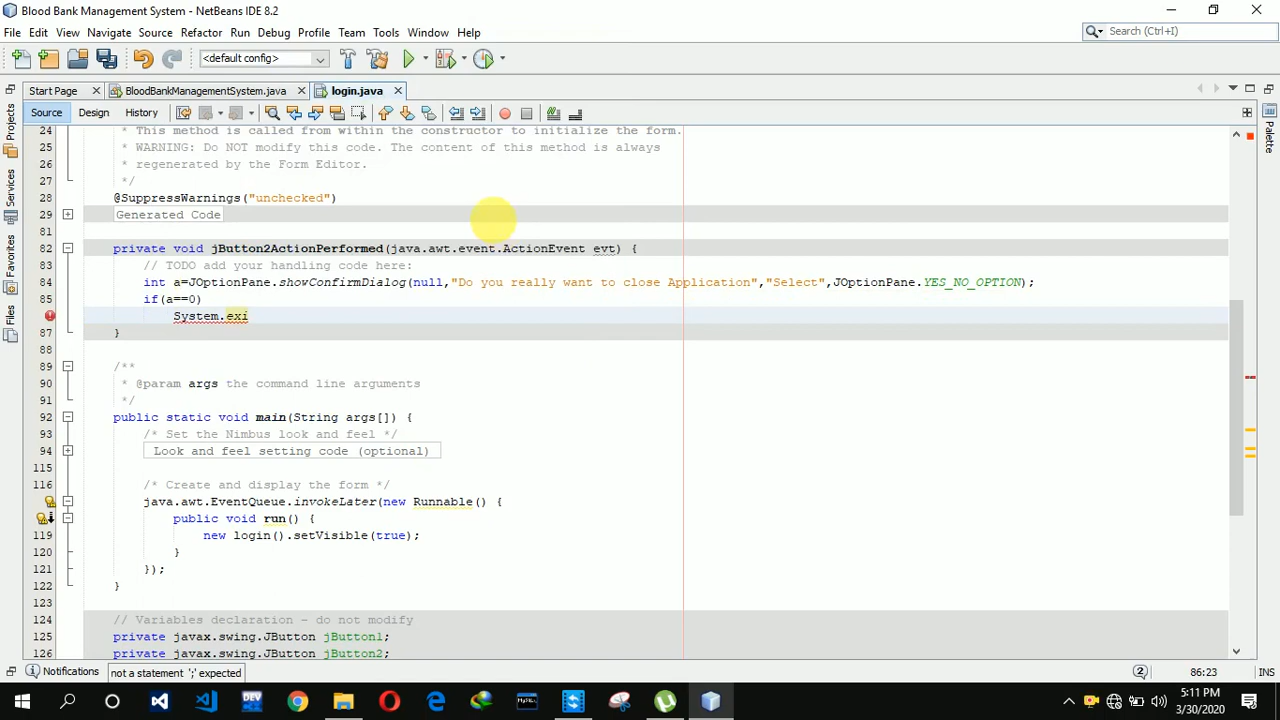 Blood Bank Management System - NetBeans IDE 8.2
File Edit View Navigate Source Refactor Run Debug Profile Team Tools Window Help
Search (Ctrl+I)
<default config>
Start Page BloodBankManagementSystem.java login.java
Source Design History
Projects
Services
Favorites
Files
Palette
24 * This method is called from within the constructor to initialize the form.
25 * WARNING: Do NOT modify this code. The content of this method is always
26 * regenerated by the Form Editor.
27 */
28 @SuppressWarnings("unchecked")
29 Generated Code
81
82 private void jButton2ActionPerformed(java.awt.event.ActionEvent evt) {
83 // TODO add your handling code here:
84 int a=JOptionPane.showConfirmDialog(null,"Do you really want to close Application","Select",JOptionPane.YES_NO_OPTION);
85 if(a==0)
System.exi
87 }
88
89 /**
90 * @param args the command line arguments
91 */
92 public static void main(String args[]) {
93 /* Set the Nimbus look and feel */
94 Look and feel setting code (optional)
115
116 /* Create and display the form */
java.awt.EventQueue.invokeLater(new Runnable() {
public void run() {
119 new login().setVisible(true);
120 }
121 });
122 }
123
124 // Variables declaration - do not modify
125 private javax.swing.JButton jButton1;
126 private javax.swing.JButton jButton2;
Notifications not a statement ';' expected 2 86:23 INS
DEV
MySQL
5:11 PM
3/30/2020